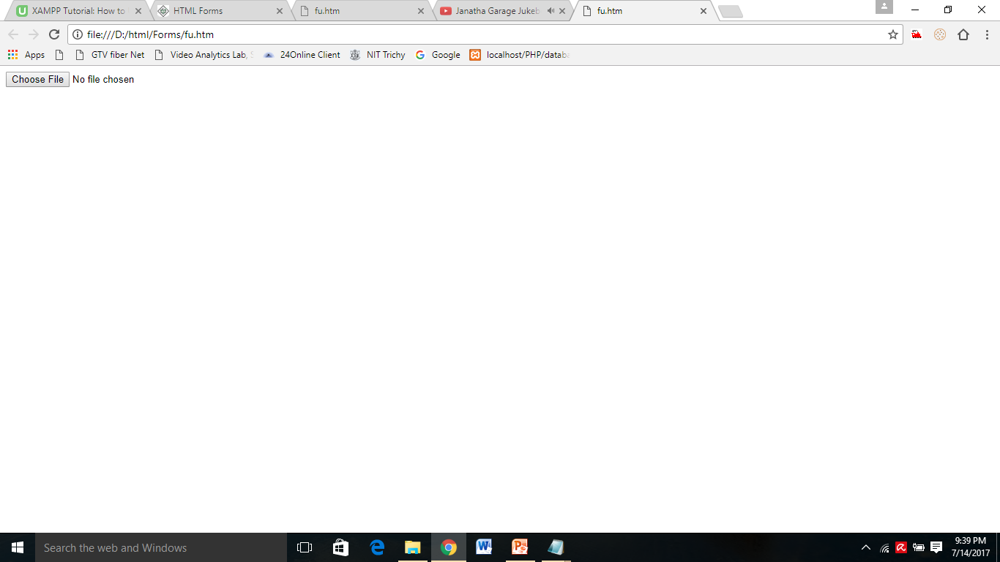 XAMPP Tutorial: How to
HTML Forms
fu.htm
Janatha Garage Jukeb
fu.htm
file:///D:/html/Forms/fu.htm
Apps
GTV fiber Net
Video Analytics Lab, S
24Online Client
NIT Trichy
Google
localhost/PHP/databa
Choose File No file chosen
Search the web and Windows
9:39 PM
7/14/2017